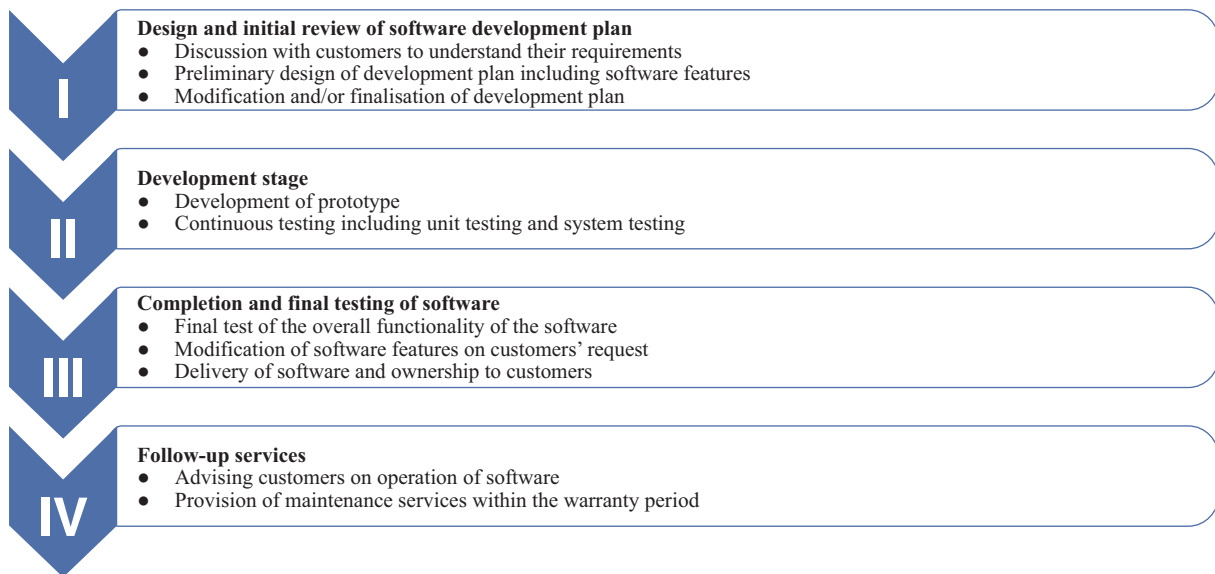 I
Design and initial review of software development plan
● Discussion with customers to understand their requirements
● Preliminary design of development plan including software features
● Modification and/or finalisation of development plan
II
Development stage
● Development of prototype
● Continuous testing including unit testing and system testing
III
Completion and final testing of software
● Final test of the overall functionality of the software
● Modification of software features on customers’ request
● Delivery of software and ownership to customers
IV
Follow-up services
● Advising customers on operation of software
● Provision of maintenance services within the warranty period